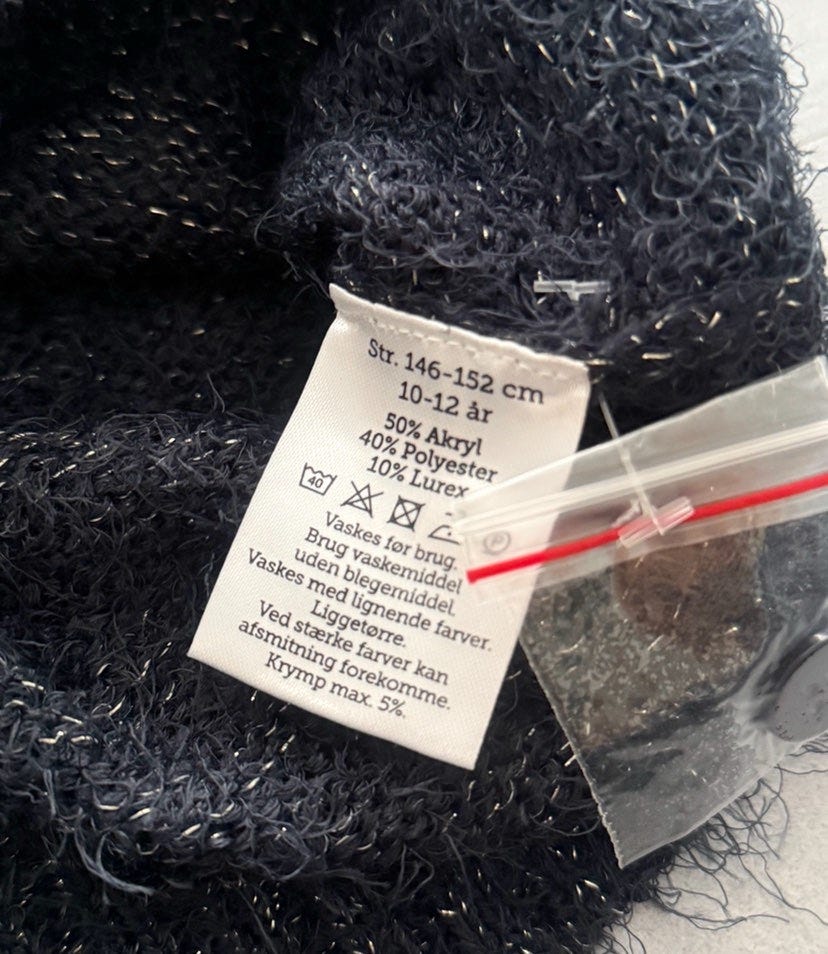 Str. 146-152 cm
10-12 år
50% Akryl
40% Polyester
10% Lurex
40
P
Vaskes før brug.
Brug vaskemiddel
uden blegemiddel.
Vaskes med lignende farver.
Liggetørre.
Ved stærke farver kan
afsmitning forekomme.
Krymp max. 5%.